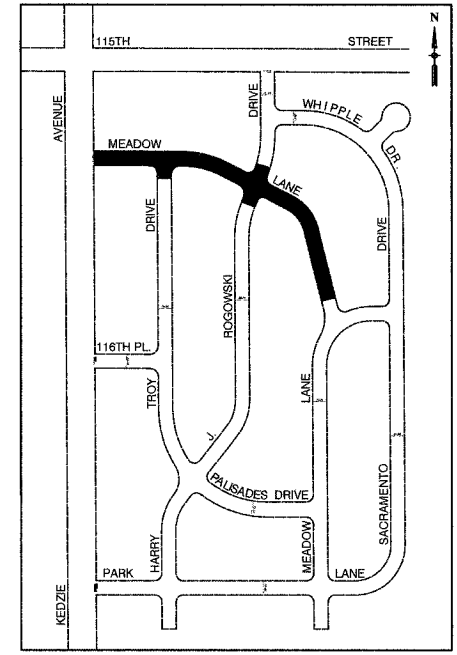 N
115TH STREET
AVENUE
DRIVE
WHIPPLE DR.
MEADOW LANE
DRIVE
DRIVE
ROGOWSKI
116TH PL.
TROY
LANE
J.
PALISADES DRIVE
SACRAMENTO
HARRY
MEADOW
PARK LANE
KEDZIE